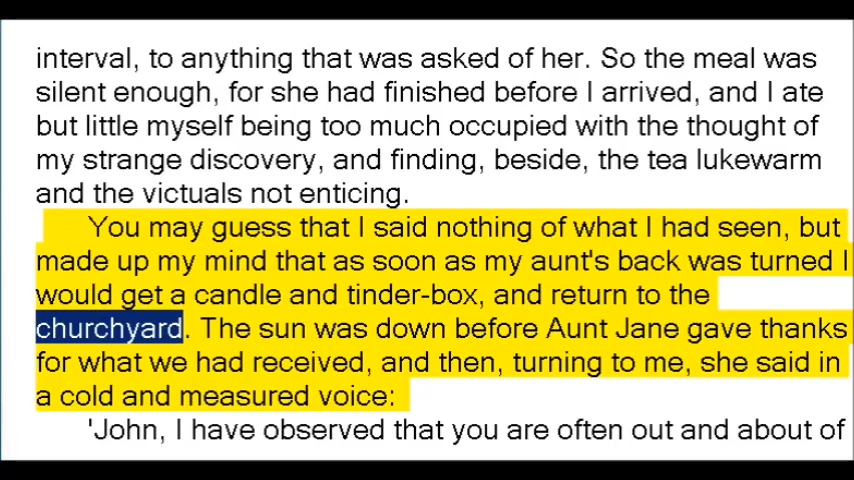 interval, to anything that was asked of her. So the meal was
silent enough, for she had finished before I arrived, and I ate
but little myself being too much occupied with the thought of
my strange discovery, and finding, beside, the tea lukewarm
and the victuals not enticing.
You may guess that I said nothing of what I had seen, but
made up my mind that as soon as my aunt's back was turned I
would get a candle and tinder-box, and return to the
churchyard. The sun was down before Aunt Jane gave thanks
for what we had received, and then, turning to me, she said in
a cold and measured voice:
'John, I have observed that you are often out and about of